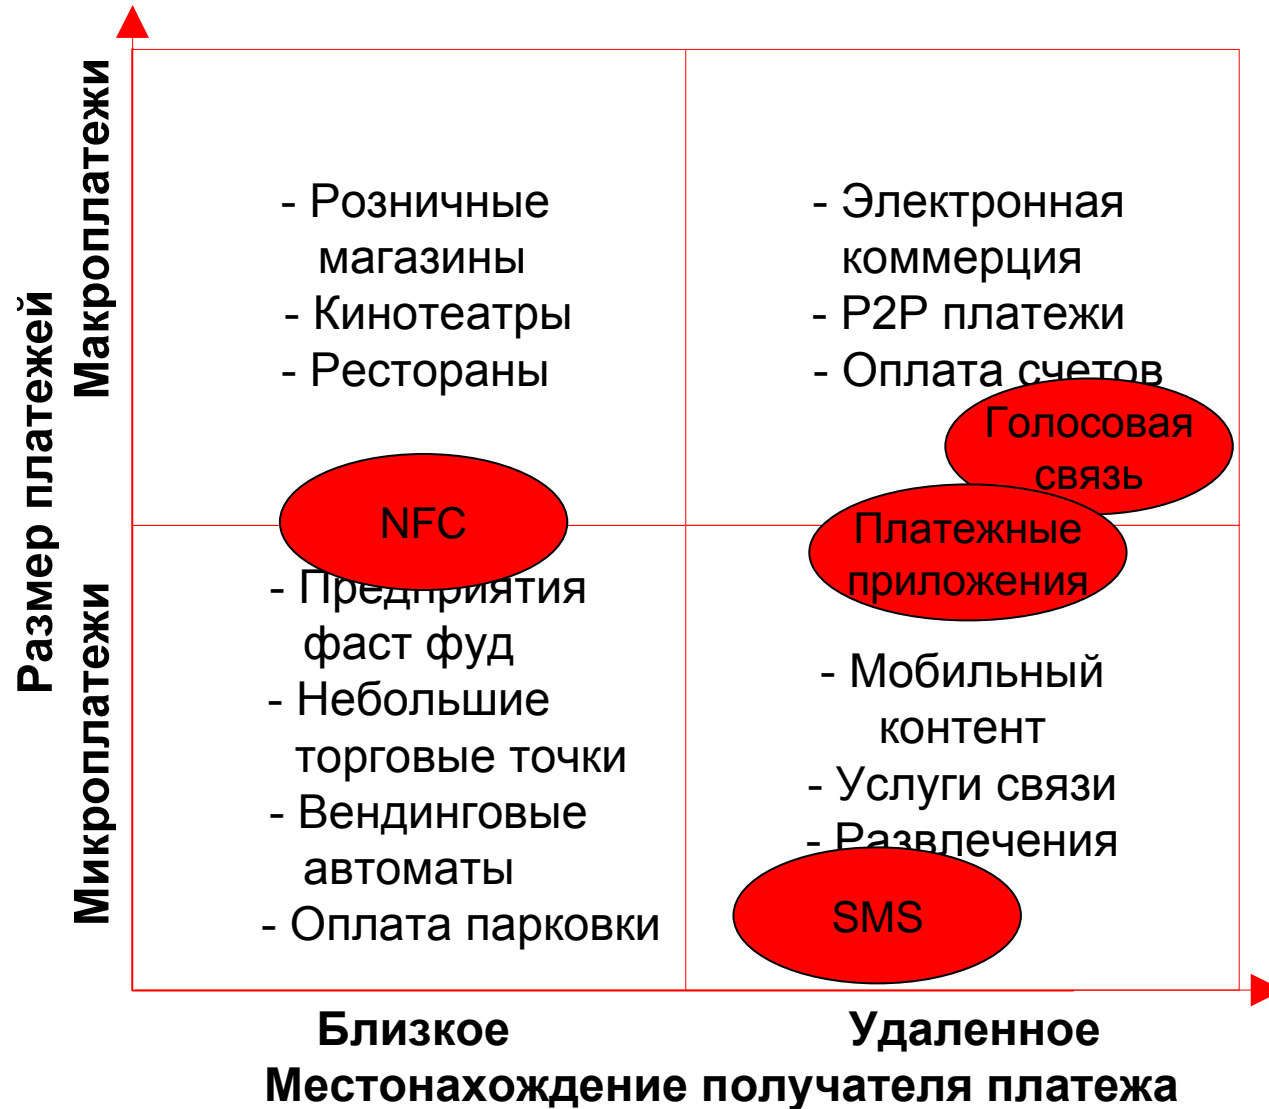 Размер платежей
Макроплатежи
Микроплатежи
- Розничные
магазины
- Кинотеатры
- Рестораны
- Электронная
коммерция
- P2P платежи
- Оплата счетов
Голосовая
связь
NFC
Платежные
приложения
- Предприятия
фаст фуд
- Небольшие
торговые точки
- Вендинговые
автоматы
- Оплата парковки
- Мобильный
контент
- Услуги связи
- Развлечения
SMS
Близкое
Удаленное
Местонахождение получателя платежа